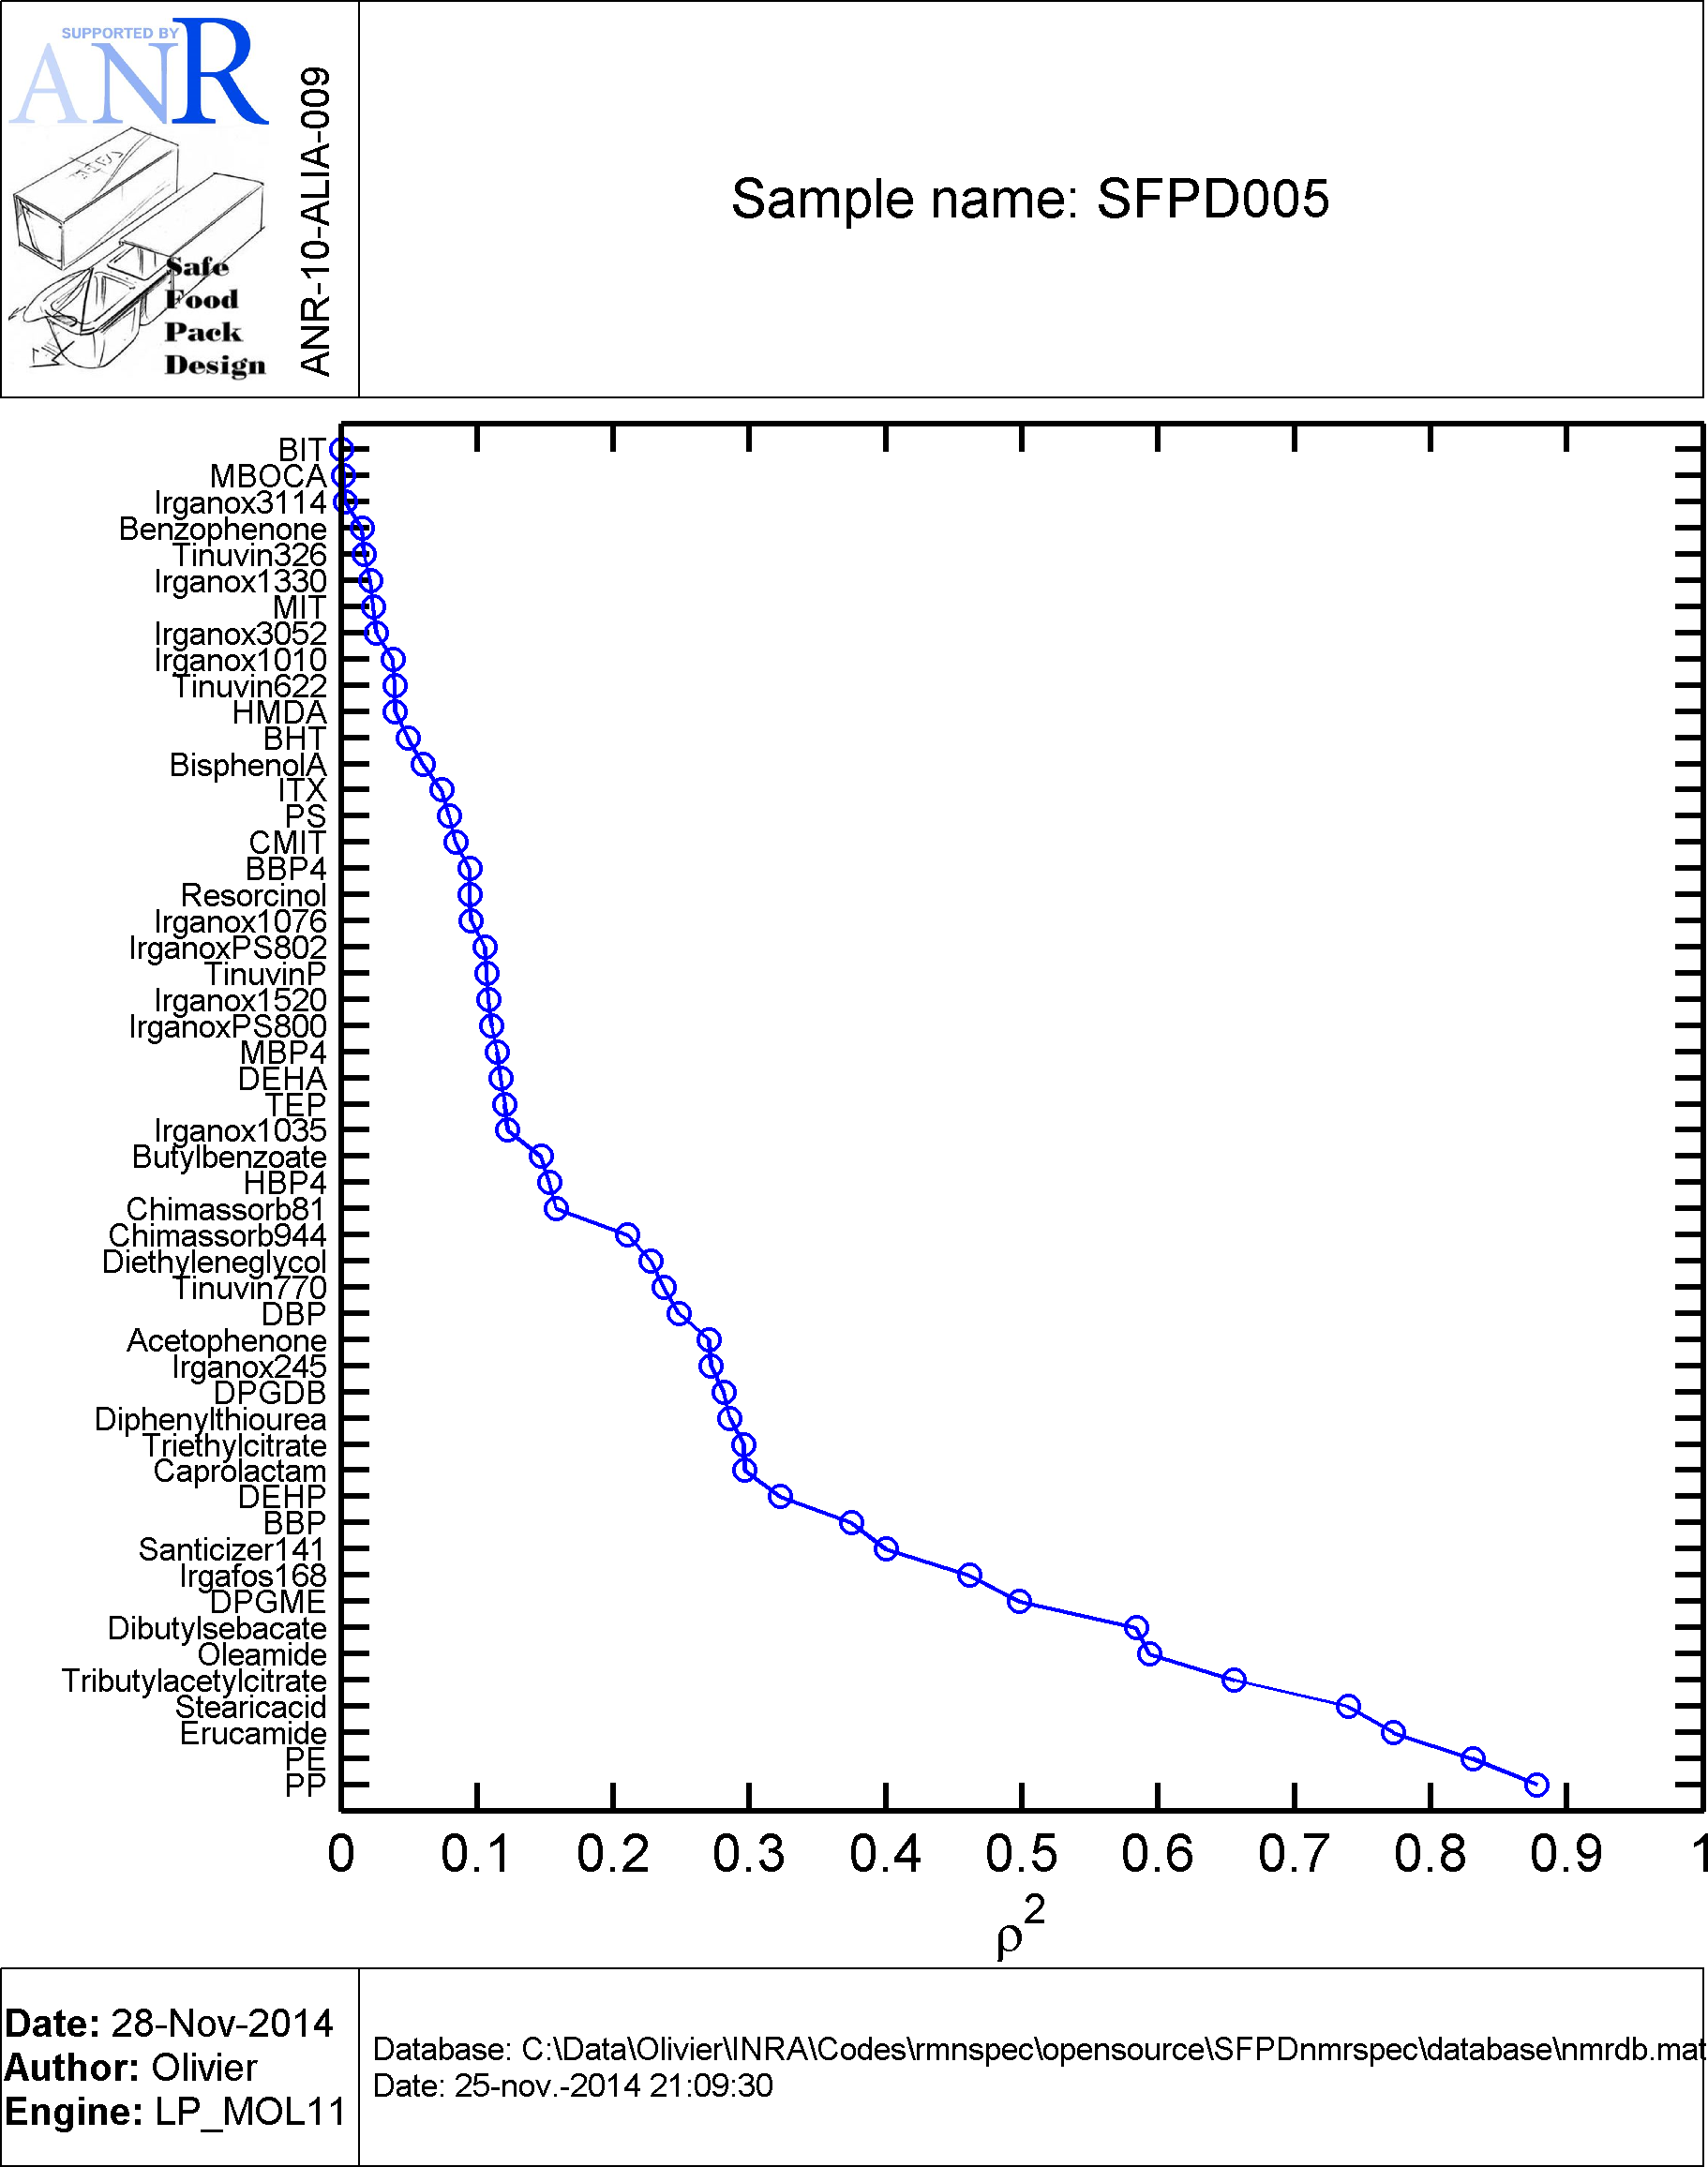 SUPPORTED BY
ANR
ANR-10-ALIA-009
Safe
Food
Pack
Design
Sample name: SFPD005
BIT
MBOCA
Irganox3114
Benzophenone
Tinuvin326
Irganox1330
MIT
Irganox3052
Irganox1010
Tinuvin622
HMDA
BHT
BisphenolA
ITX
PS
CMIT
BBP4
Resorcinol
Irganox1076
IrganoxPS802
TinuvinP
Irganox1520
IrganoxPS800
MBP4
DEHA
TEP
Irganox1035
Butylbenzoate
HBP4
Chimassorb81
Chimassorb944
Diethyleneglycol
Tinuvin770
DBP
Acetophenone
Irganox245
DPGDB
Diphenylthiourea
Triethylcitrate
Caprolactam
DEHP
BBP
Santicizer141
Irgafos168
DPGME
Dibutylsebacate
Oleamide
Tributylacetylcitrate
Stearicacid
Erucamide
PE
PP
0 0.1 0.2 0.3 0.4 0.5 0.6 0.7 0.8 0.9 1
ρ²
Date: 28-Nov-2014
Author: Olivier
Engine: LP_MOL11
Database: C:\Data\Olivier\INRA\Codes\rmnspec\opensource\SFPDnmrspec\database\nmrdb.mat
Date: 25-nov.-2014 21:09:30